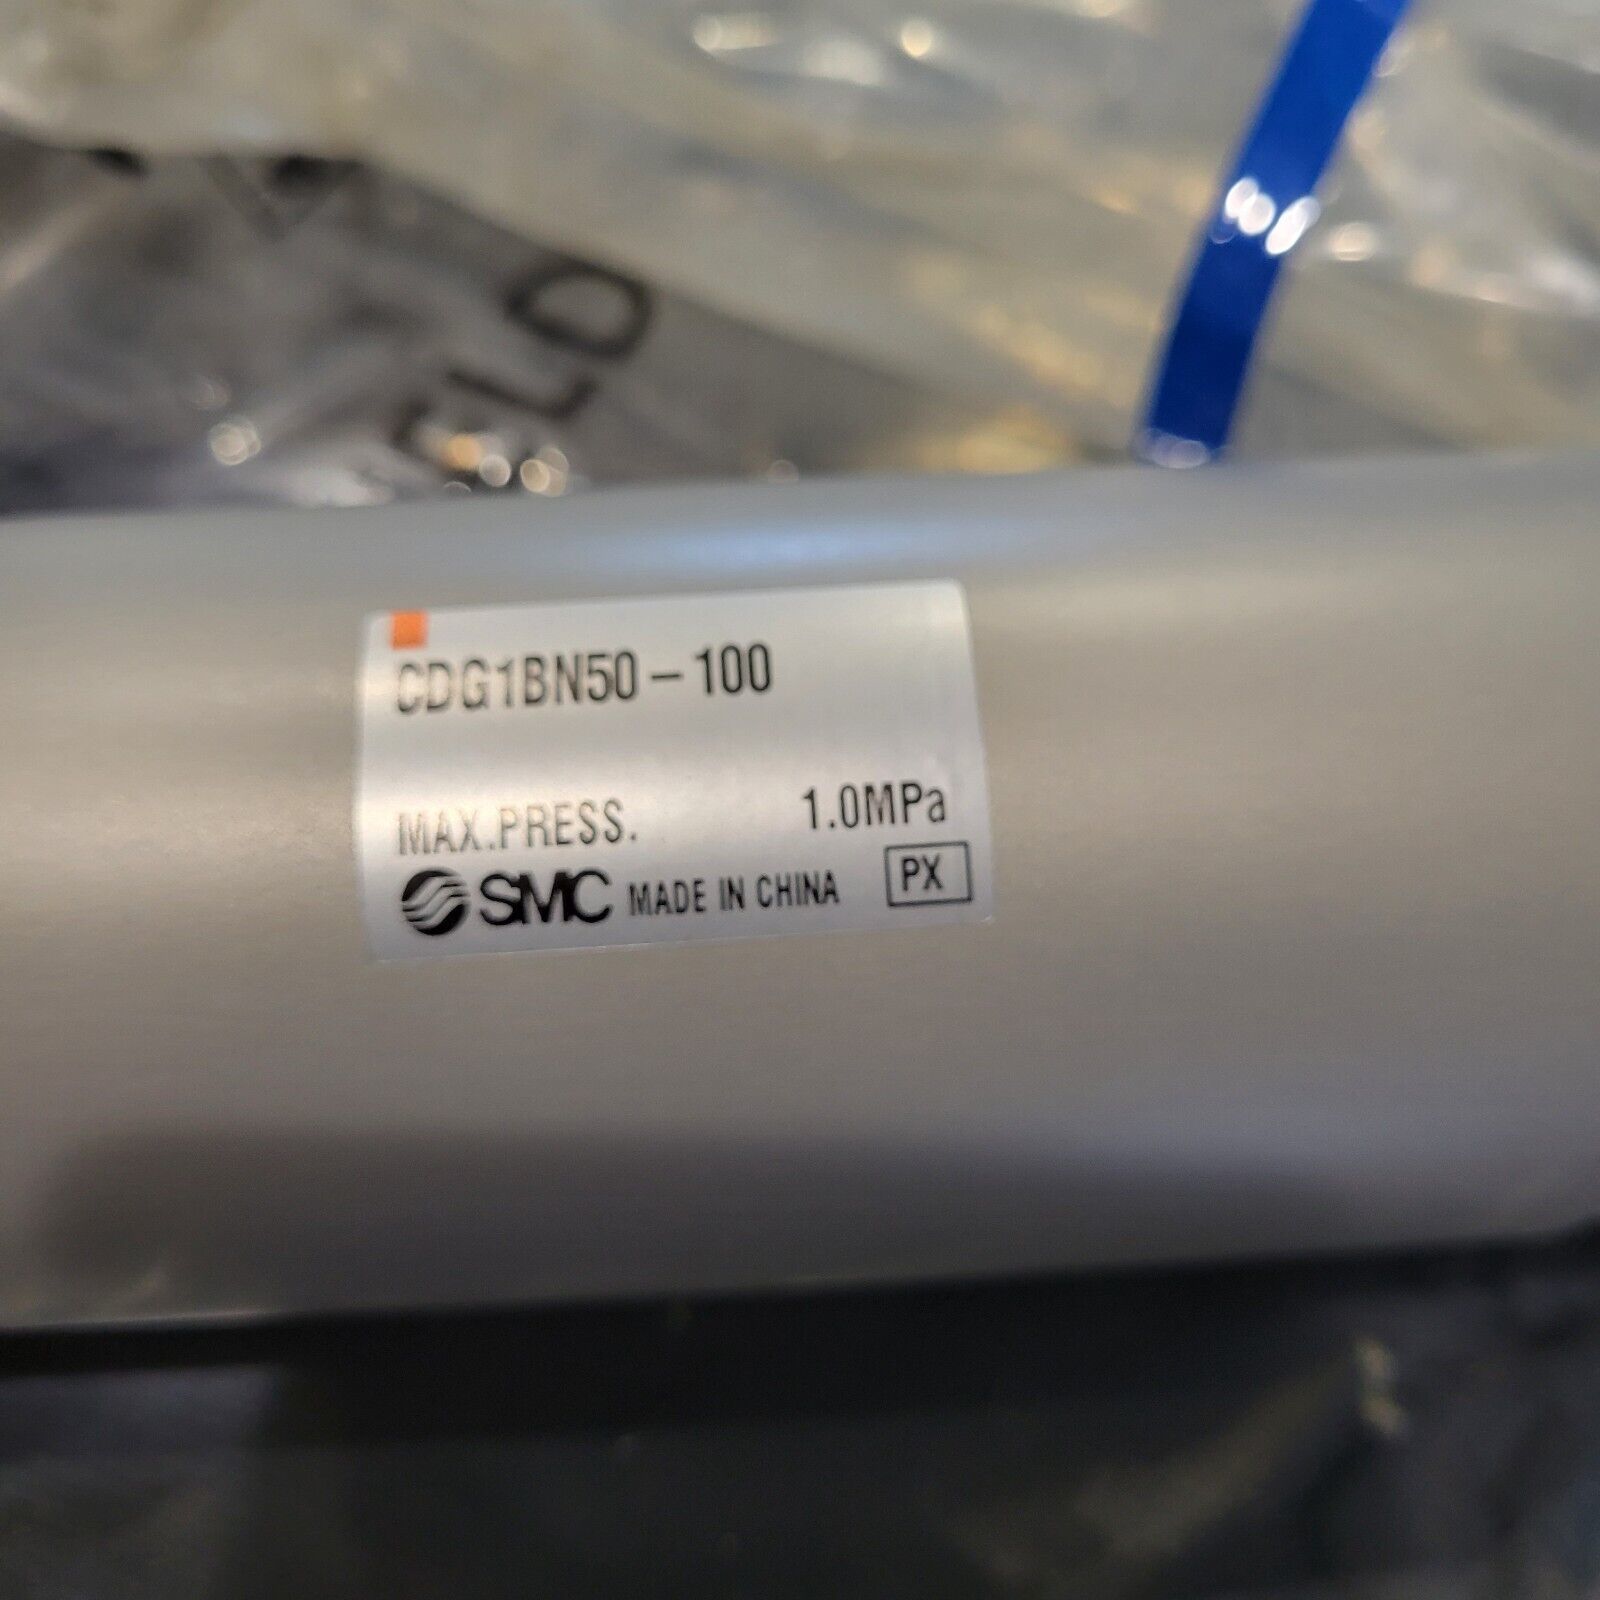 CDG1BN50-100
MAX.PRESS. 1.0MPa
SMC MADE IN CHINA PX